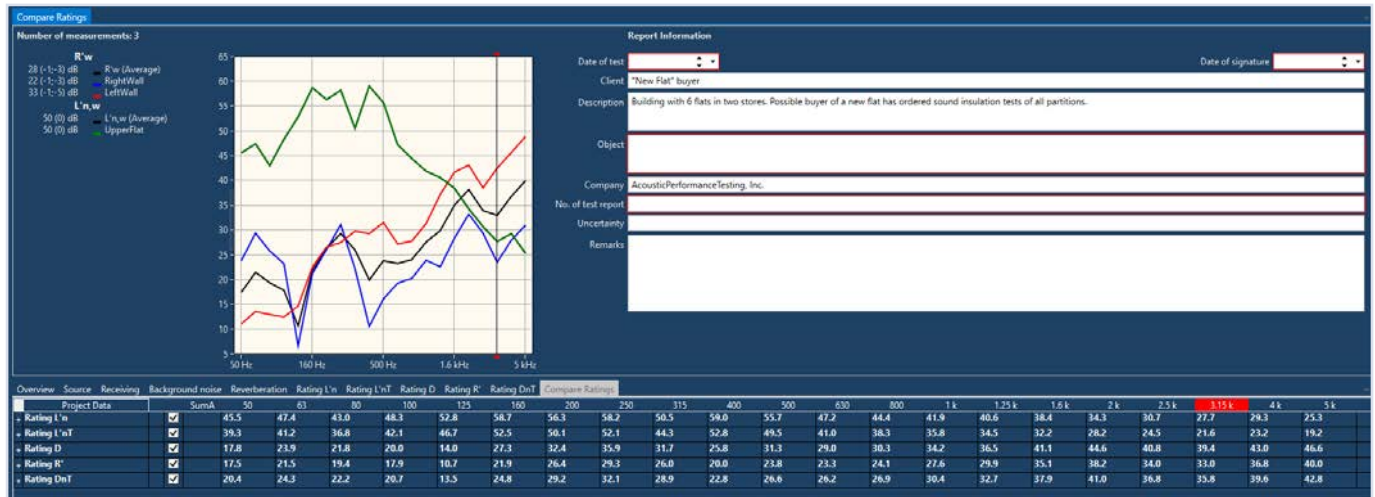 Compare Ratings
Number of measurements: 3
R'w
28 (-1;-3) dB R'w (Average)
22 (-1;-3) dB RightWall
33 (-1;-5) dB LeftWall
L'n,w
50 (0) dB L'n,w (Average)
50 (0) dB UpperFlat
65
60
55
50
45
40
35
30
25
20
15
10
5
50 Hz 160 Hz 500 Hz 1.6 kHz 5 kHz
Report Information
Date of test Date of signature
Client "New Flat" buyer
Description Building with 6 flats in two stores. Possible buyer of a new flat has ordered sound insulation tests of all partitions.
Object
Company AcousticPerformanceTesting, Inc.
No. of test report
Uncertainty
Remarks
Overview Source Receiving Background noise Reverberation Rating L'n Rating L'nT Rating D Rating R' Rating DnT Compare Ratings
Project Data SumA 50 63 80 100 125 160 200 250 315 400 500 630 800 1 k 1.25 k 1.6 k 2 k 2.5 k 3.15 k 4 k 5 k
+ Rating L'n 45.5 47.4 43.0 48.3 52.8 58.7 56.3 58.2 50.5 59.0 55.7 47.2 44.4 41.9 40.6 38.4 34.3 30.7 27.7 29.3 25.3
+ Rating L'nT 39.3 41.2 36.8 42.1 46.7 52.5 50.1 52.1 44.3 52.8 49.5 41.0 38.3 35.8 34.5 32.2 28.2 24.5 21.6 23.2 19.2
+ Rating D 17.8 23.9 21.8 20.0 14.0 27.3 32.4 35.9 31.7 25.8 31.3 29.0 30.3 34.2 36.5 41.1 44.6 40.8 39.4 43.0 46.6
+ Rating R' 17.5 21.5 19.4 17.9 10.7 21.9 26.4 29.3 26.0 20.0 23.8 23.3 24.1 27.6 29.9 35.1 38.2 34.0 33.0 36.8 40.0
+ Rating DnT 20.4 24.3 22.2 20.7 13.5 24.8 29.2 32.1 28.9 22.8 26.6 26.2 26.9 30.4 32.7 37.9 41.0 36.8 35.8 39.6 42.8